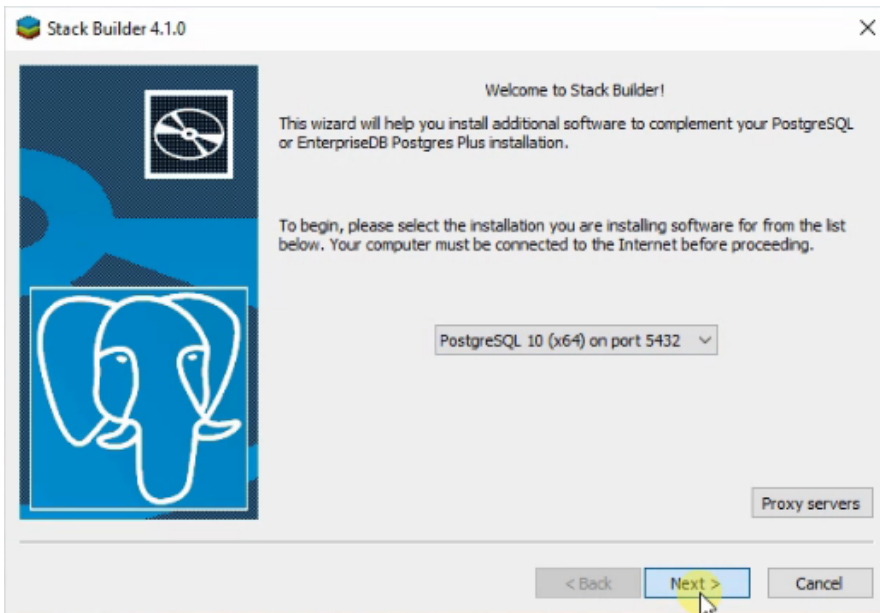 Stack Builder 4.1.0
Welcome to Stack Builder!
This wizard will help you install additional software to complement your PostgreSQL
or EnterpriseDB Postgres Plus installation.
To begin, please select the installation you are installing software for from the list
below. Your computer must be connected to the Internet before proceeding.
PostgreSQL 10 (x64) on port 5432
Proxy servers
< Back
Next >
Cancel